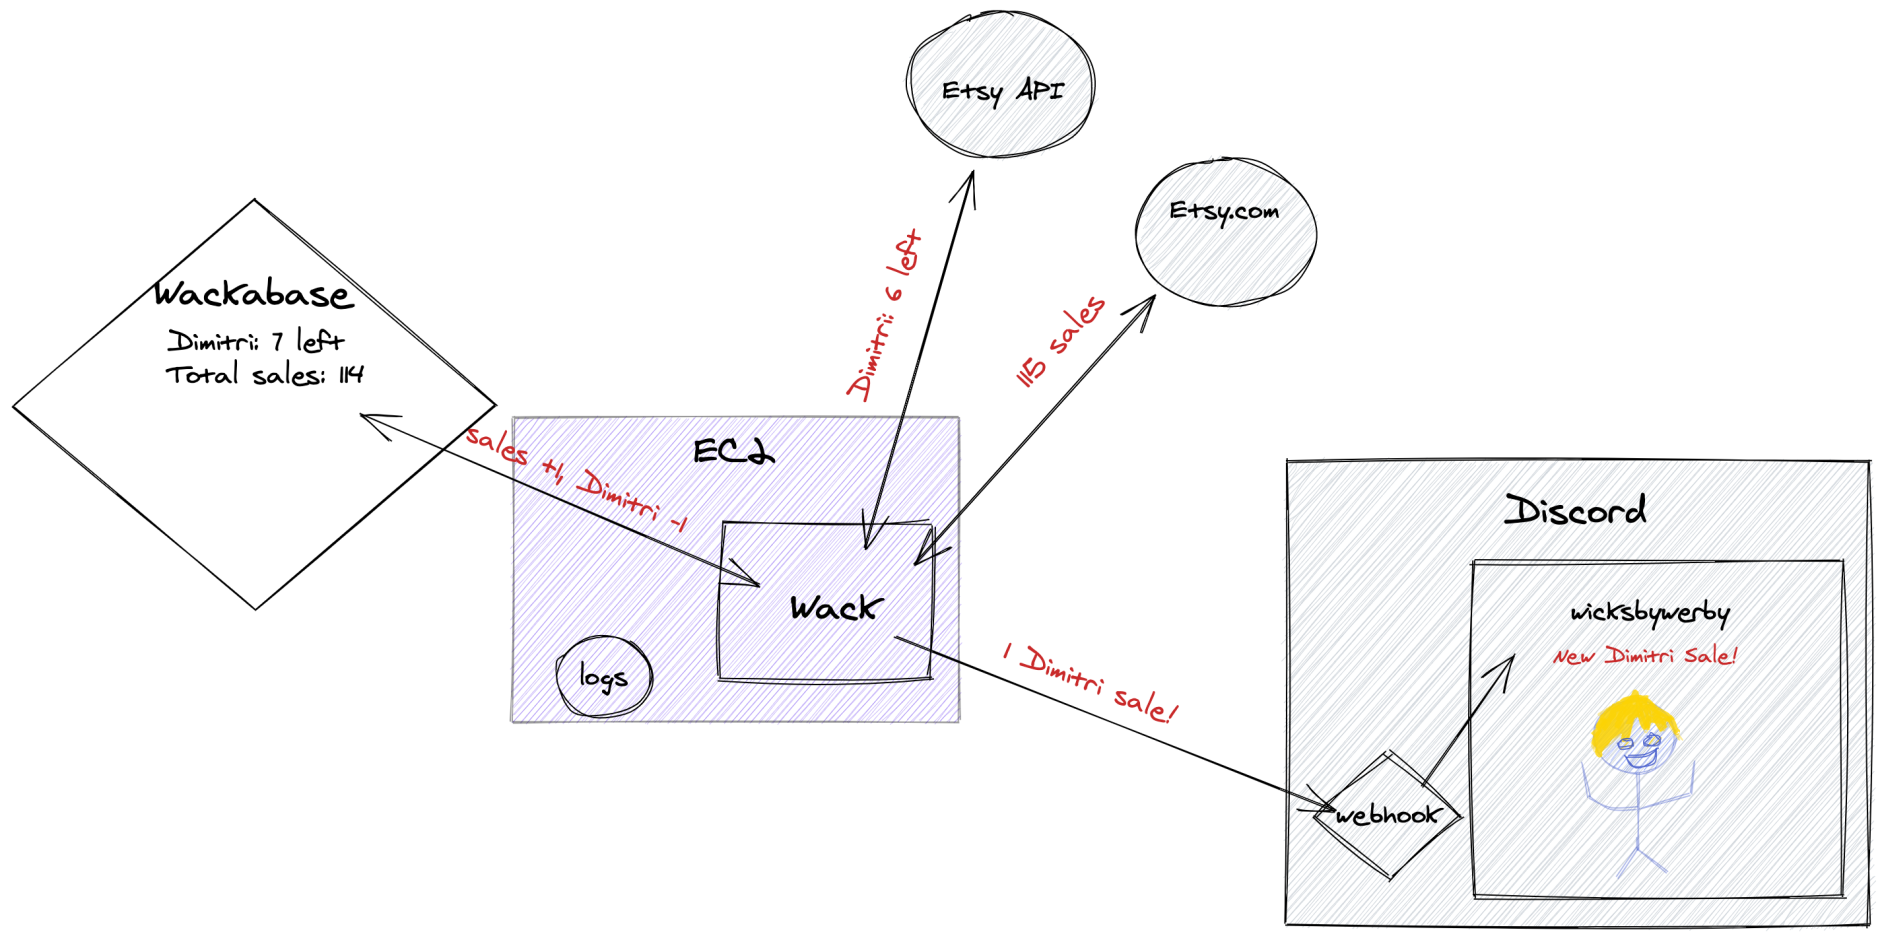 Etsy API
Etsy.com
Wackabase
Dimitri: 7 left
Total sales: 114
Dimitri: 6 left
115 sales
sales +1, Dimitri -1
EC2
Wack
logs
1 Dimitri sale!
Discord
wicksbywerby
New Dimitri Sale!
webhook